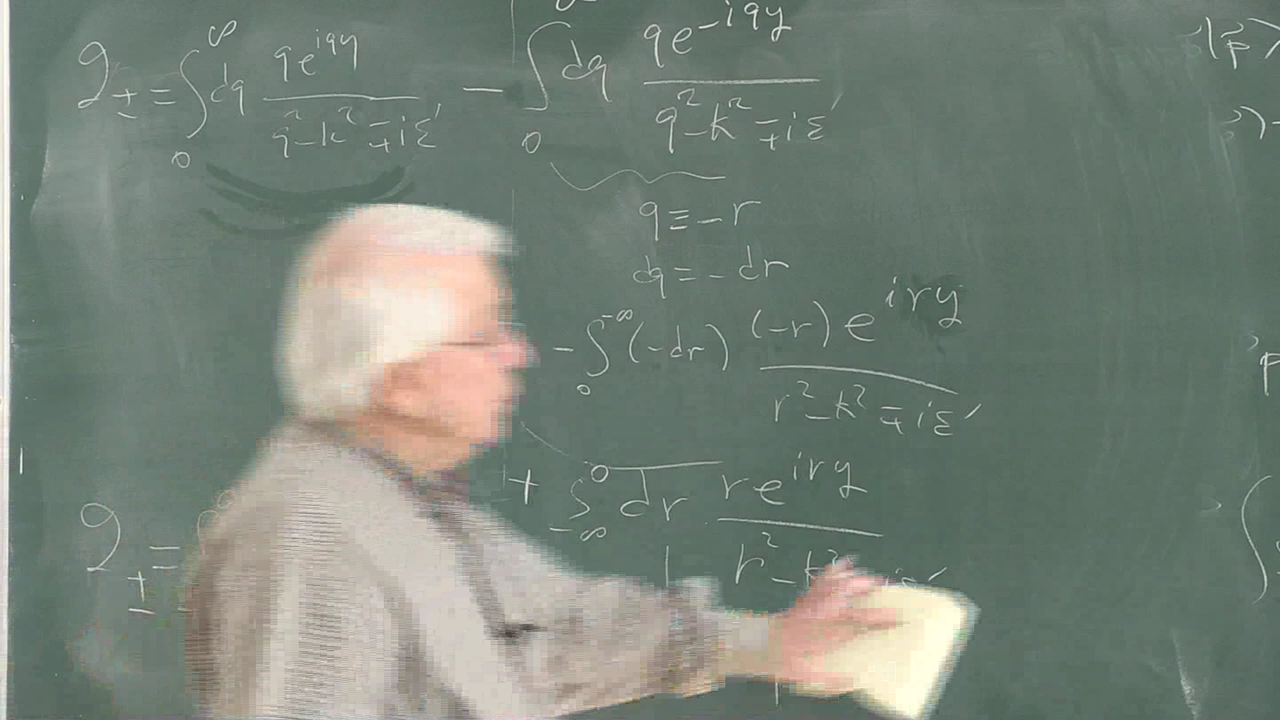 𝒥± = ∫₀^∞ dq qe^{iqy} / (q²-k²∓iε′) - ∫₀ dq qe^{-iqy} / (q²-k²∓iε′)
q≡-r
dq=-dr
-∫₀^{-∞} (-dr) (-r)e^{iry} / (r²-k²∓iε′)
+ ∫_{-∞}^0 dr re^{iry} / (r²-k² iε′)
𝒥± =